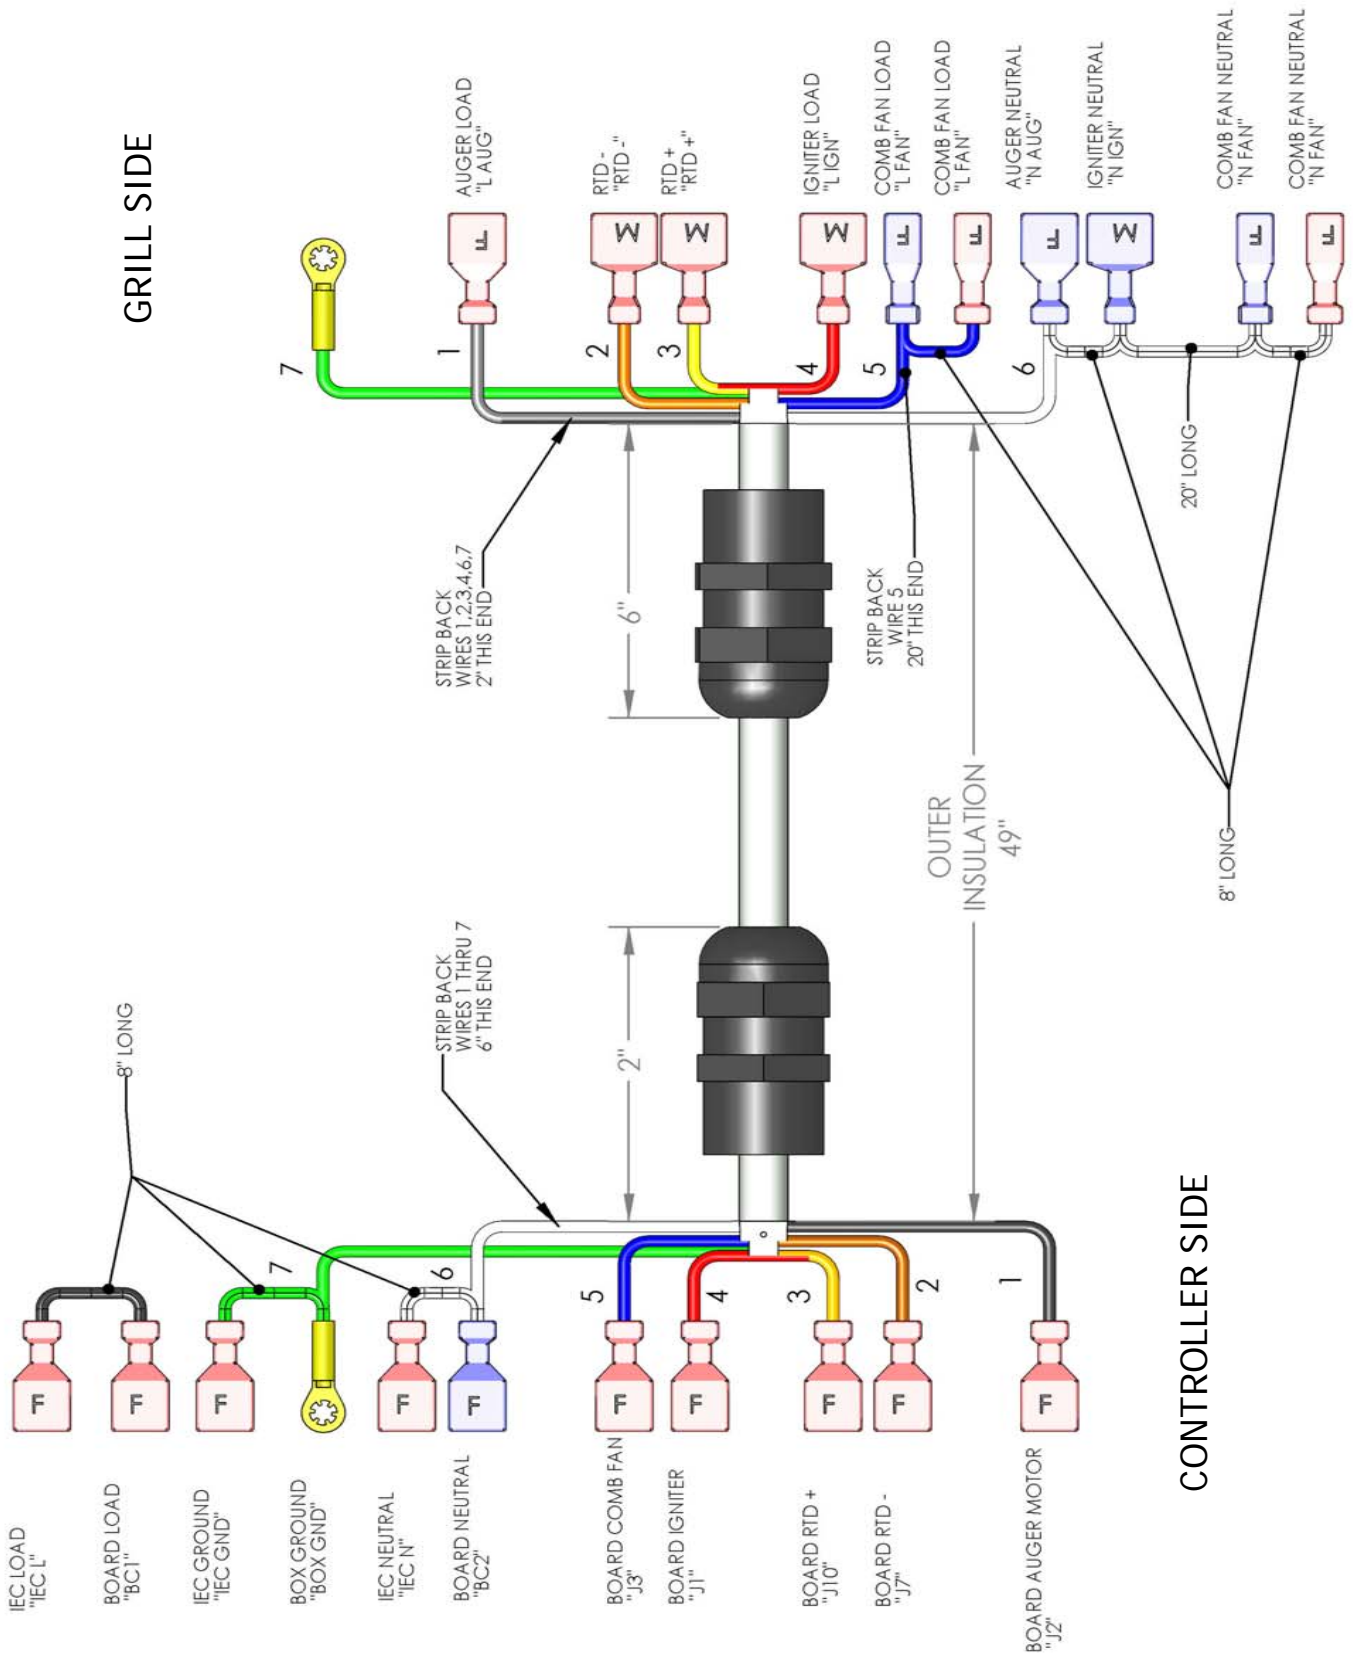 GRILL SIDE
7
1
AUGER LOAD
"L AUG"
F
2
RTD -
"RTD -"
M
3
RTD +
"RTD +"
M
4
IGNITER LOAD
"L IGN"
M
5
COMB FAN LOAD
"L FAN"
F
COMB FAN LOAD
"L FAN"
F
6
AUGER NEUTRAL
"N AUG"
F
IGNITER NEUTRAL
"N IGN"
M
COMB FAN NEUTRAL
"N FAN"
F
COMB FAN NEUTRAL
"N FAN"
F
STRIP BACK
WIRES 1,2,3,4,6,7
2" THIS END
6"
STRIP BACK
WIRE 5
20" THIS END
20" LONG
8" LONG
OUTER
INSULATION
49"
8" LONG
STRIP BACK
WIRES 1 THRU 7
6" THIS END
2"
CONTROLLER SIDE
IEC LOAD
"IEC L"
F
BOARD LOAD
"BC1"
F
IEC GROUND
"IEC GND"
F
7
BOX GROUND
"BOX GND"
IEC NEUTRAL
"IEC N"
F
6
BOARD NEUTRAL
"BC2"
F
5
BOARD COMB FAN
"J3"
F
4
BOARD IGNITER
"J1"
F
3
BOARD RTD +
"J10"
F
2
BOARD RTD -
"J7"
F
1
BOARD AUGER MOTOR
"J2"
F